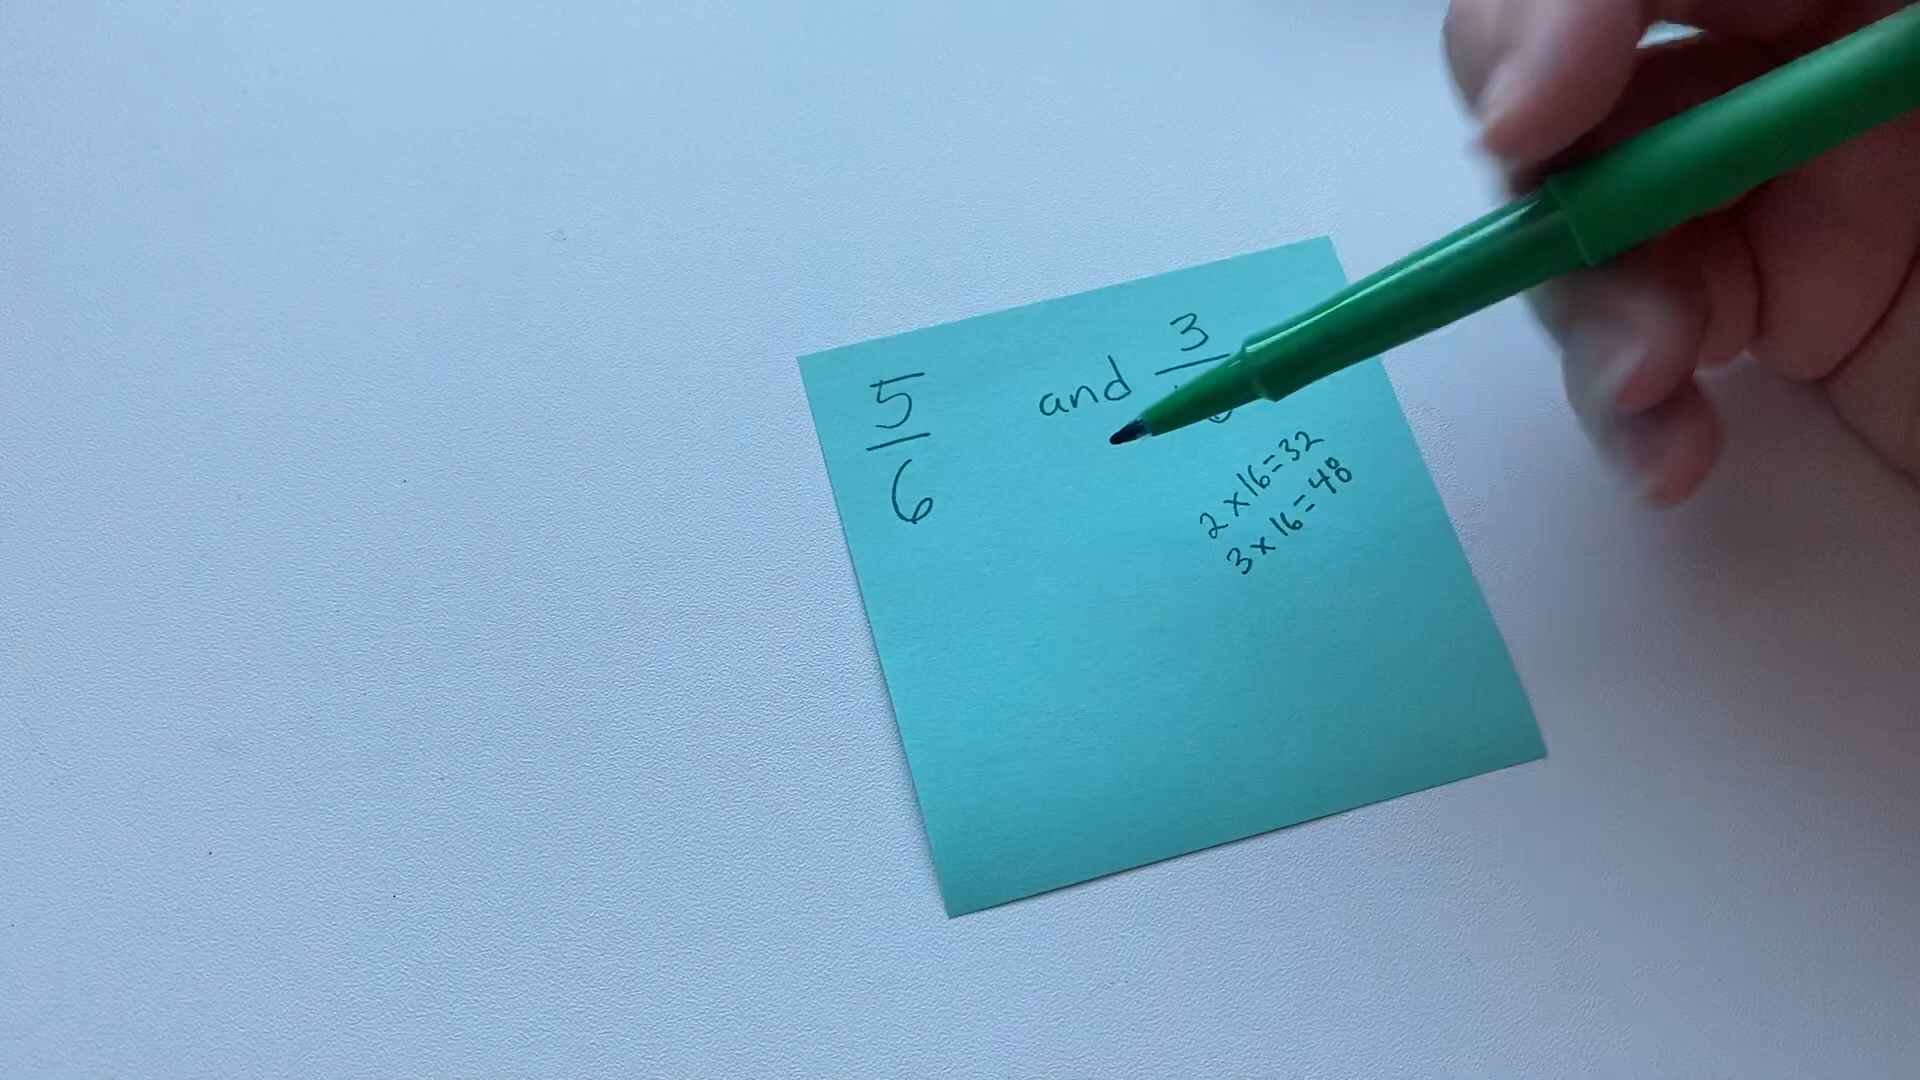 5/6 and 3/
2 x 16 = 32
3 x 16 = 48